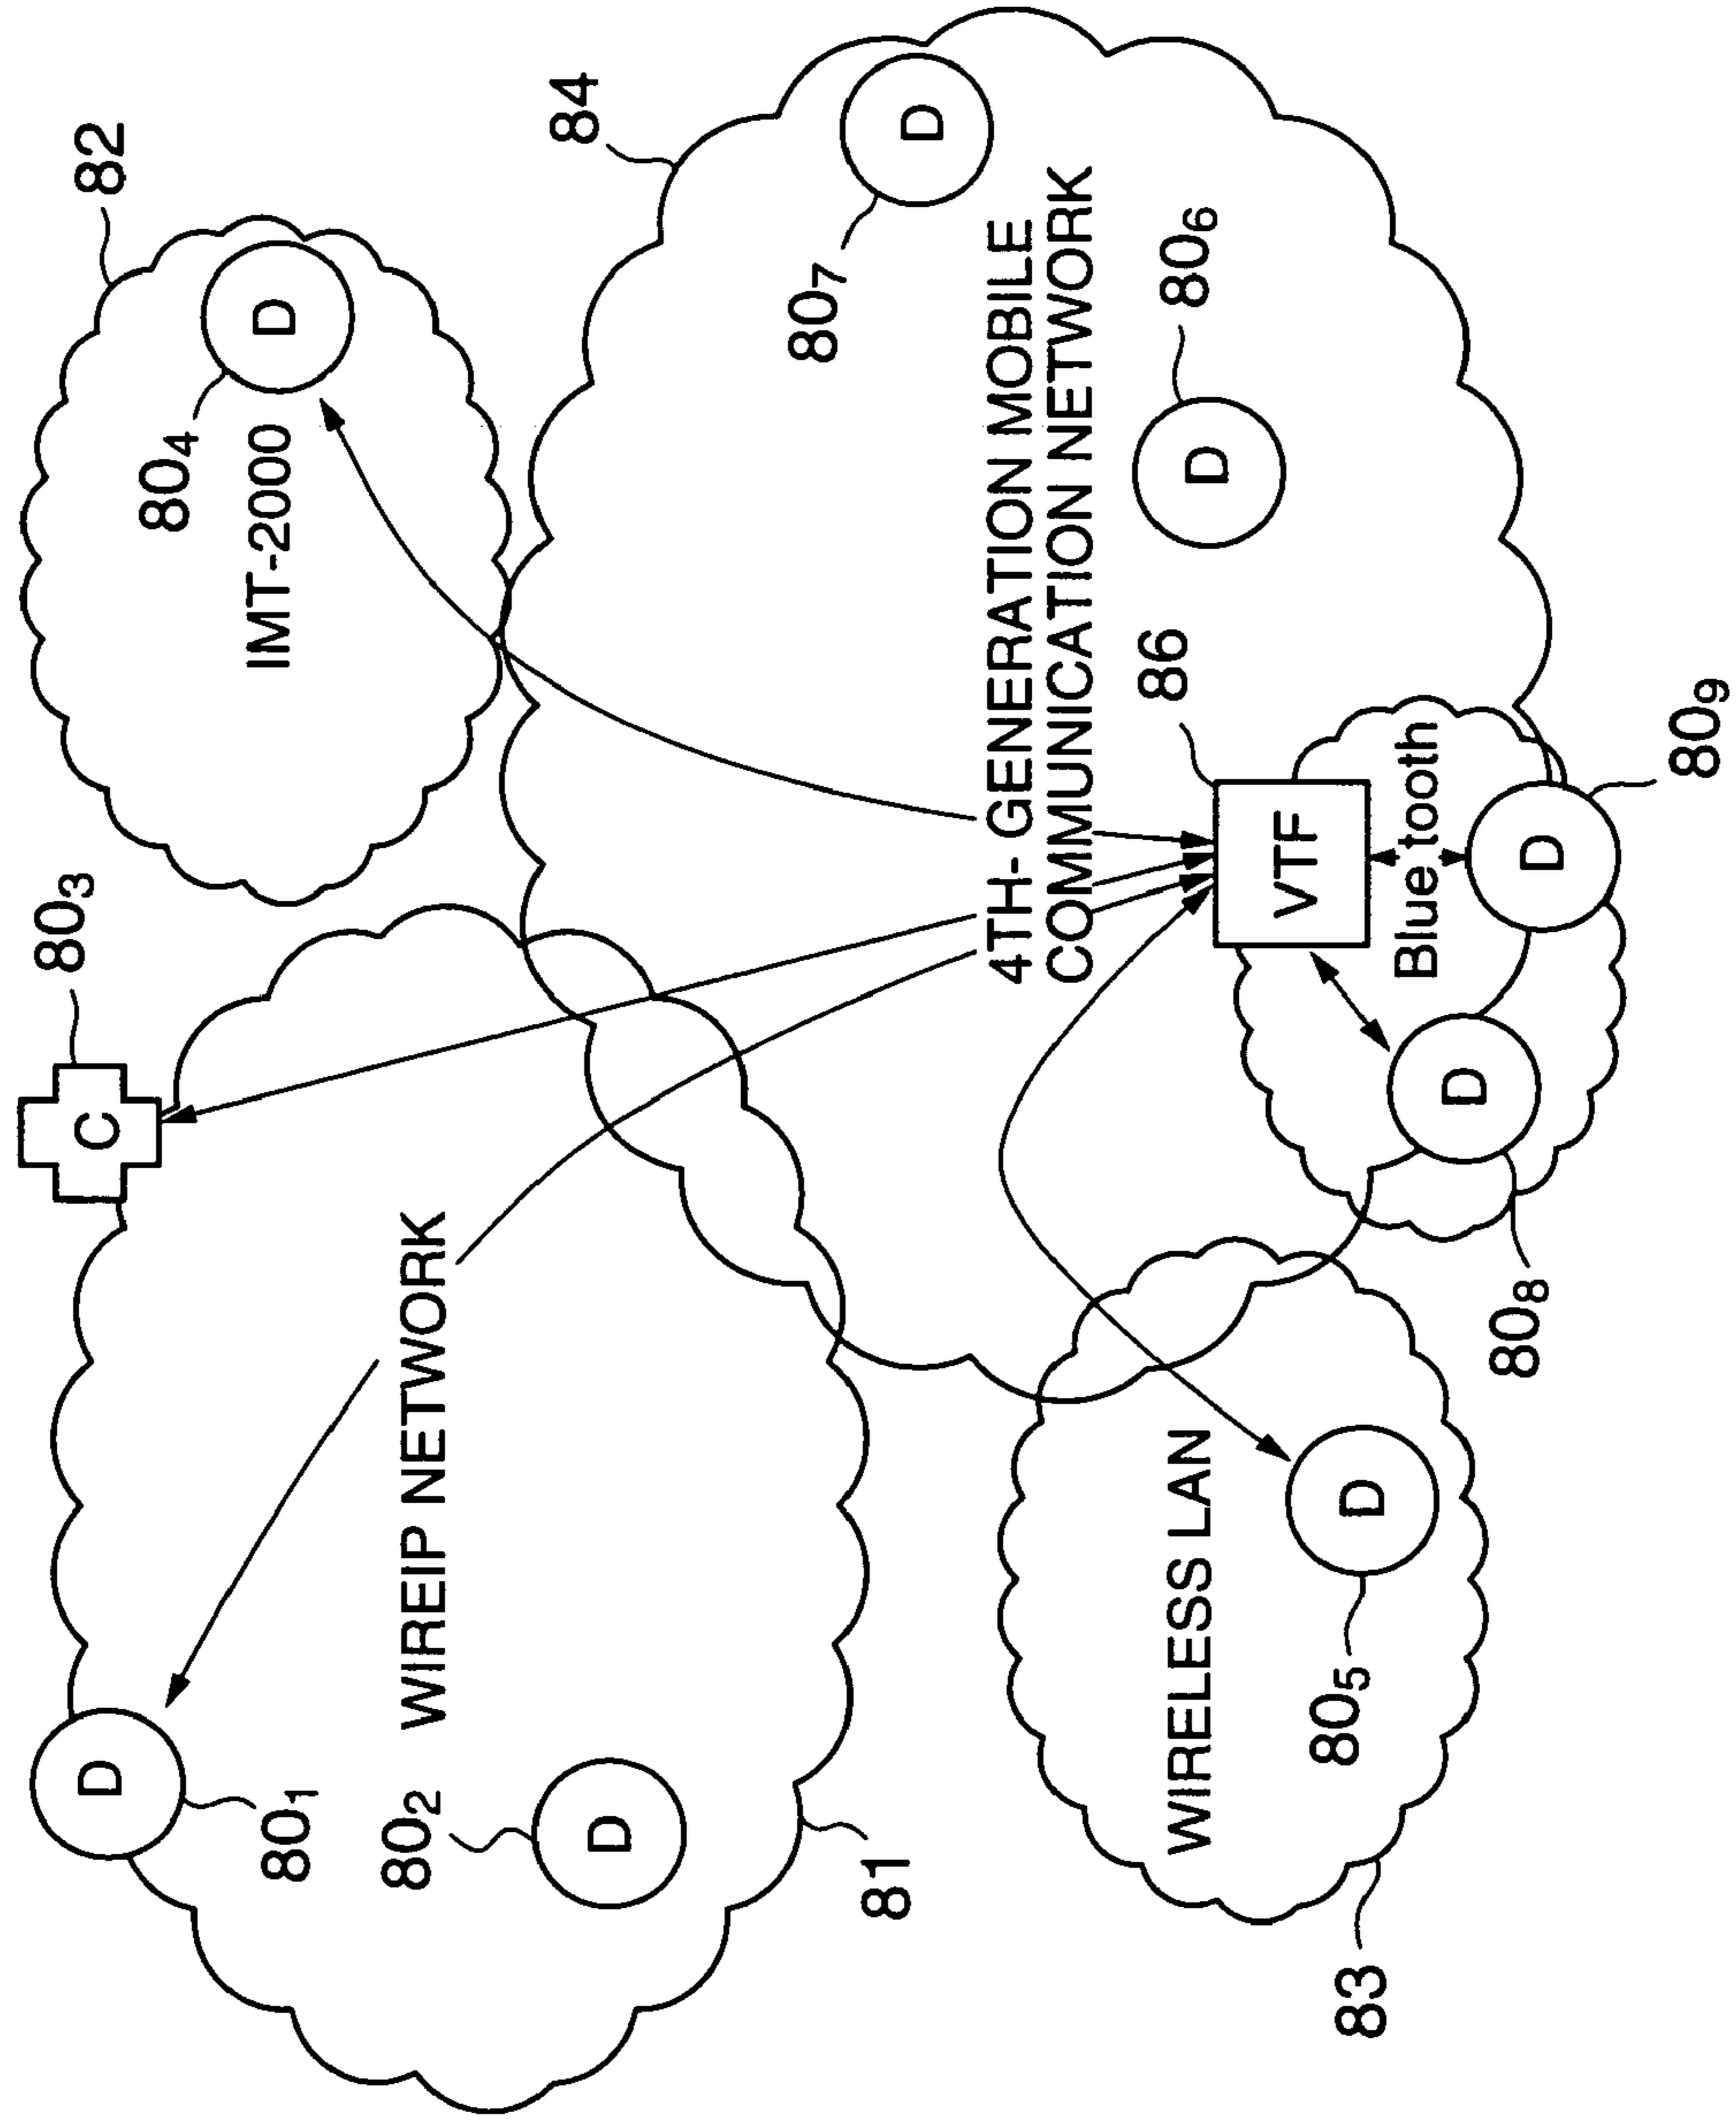 80₃
C
82
80₄
D
IMT-2000
84
80₇
D
D
80₁
80₂
D
WIREIP NETWORK
81
4TH- GENERATION MOBILE
COMMUNICATION NETWORK
80₆
D
86
VTF
Blue tooth
D
80₉
D
80₈
WIRELESS LAN
D
80₅
83